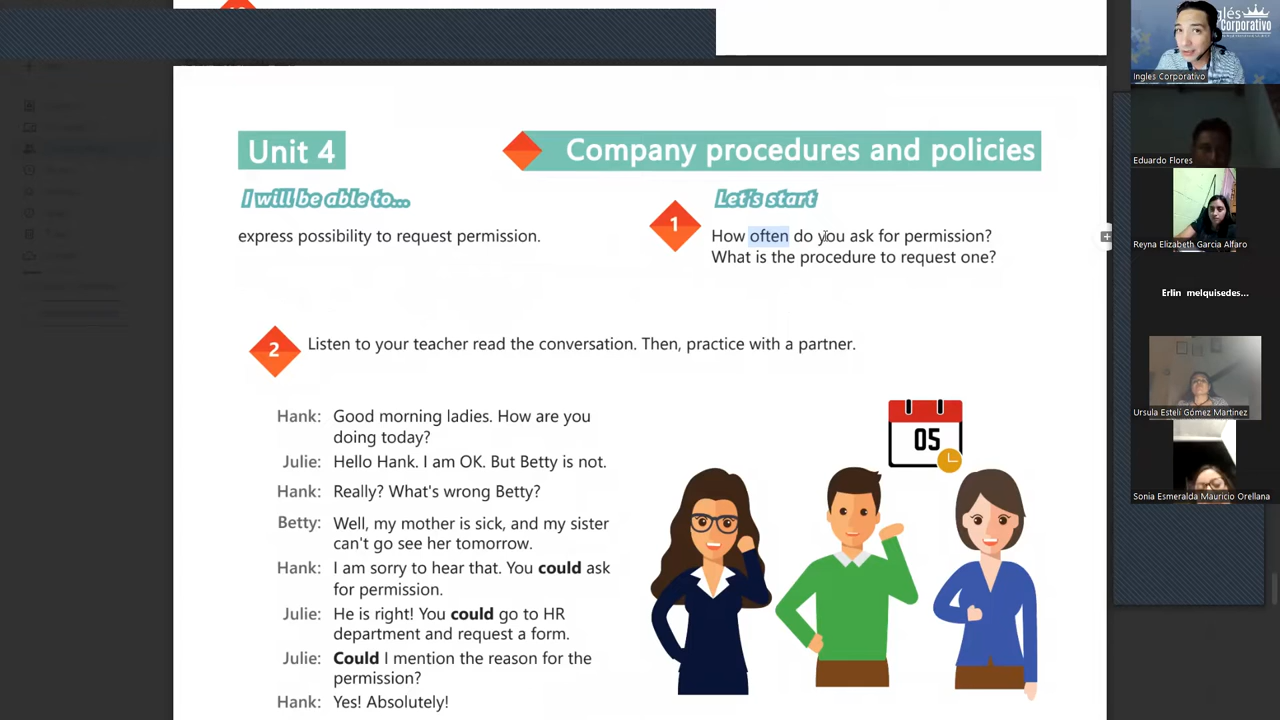 Unit 4
Company procedures and policies
I will be able to...
express possibility to request permission.
1
Let's start
How often do you ask for permission?
What is the procedure to request one?
2
Listen to your teacher read the conversation. Then, practice with a partner.
Hank: Good morning ladies. How are you
doing today?
Julie: Hello Hank. I am OK. But Betty is not.
Hank: Really? What's wrong Betty?
Betty: Well, my mother is sick, and my sister
can't go see her tomorrow.
Hank: I am sorry to hear that. You could ask
for permission.
Julie: He is right! You could go to HR
department and request a form.
Julie: Could I mention the reason for the
permission?
Hank: Yes! Absolutely!
05
glés
Corporativo
Ingles Corporativo
Eduardo Flores
Reyna Elizabeth Garcia Alfaro
Erlin melquisedes...
Ursula Estelí Gómez Martinez
Sonia Esmeralda Mauricio Orellana